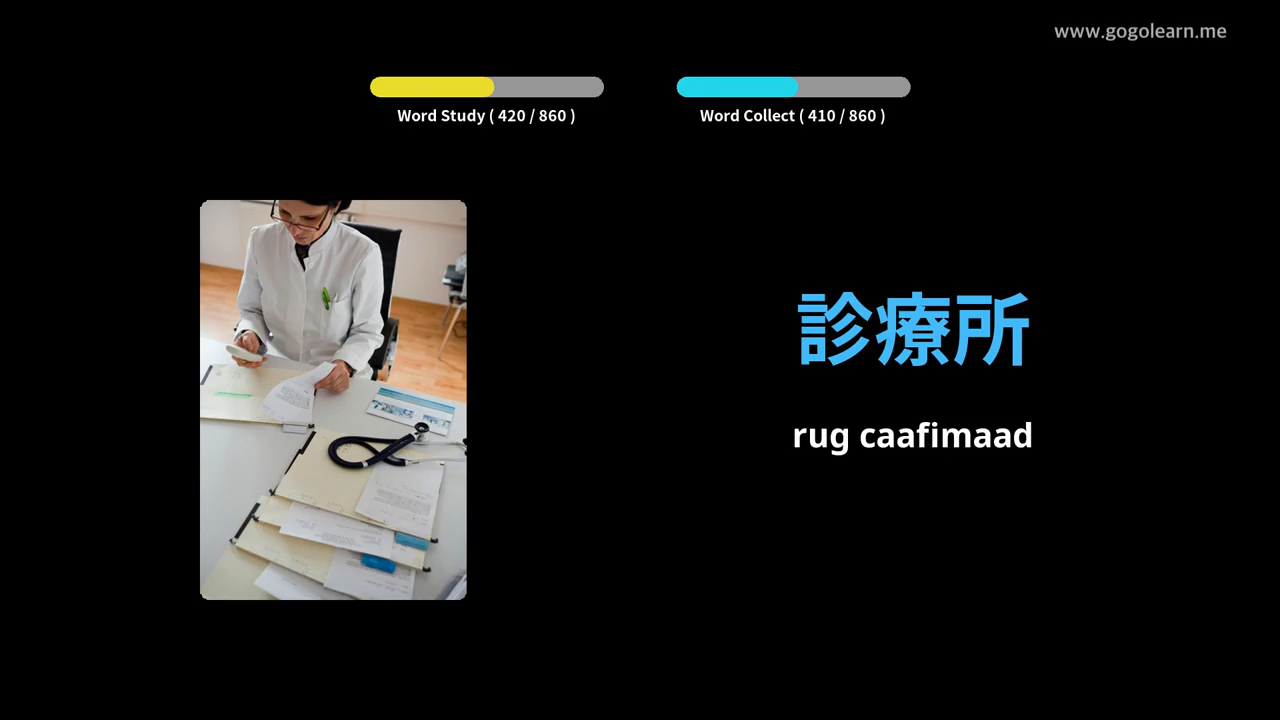 www.gogolearn.me
Word Study ( 420 / 860 )
Word Collect ( 410 / 860 )
診療所
rug caafimaad